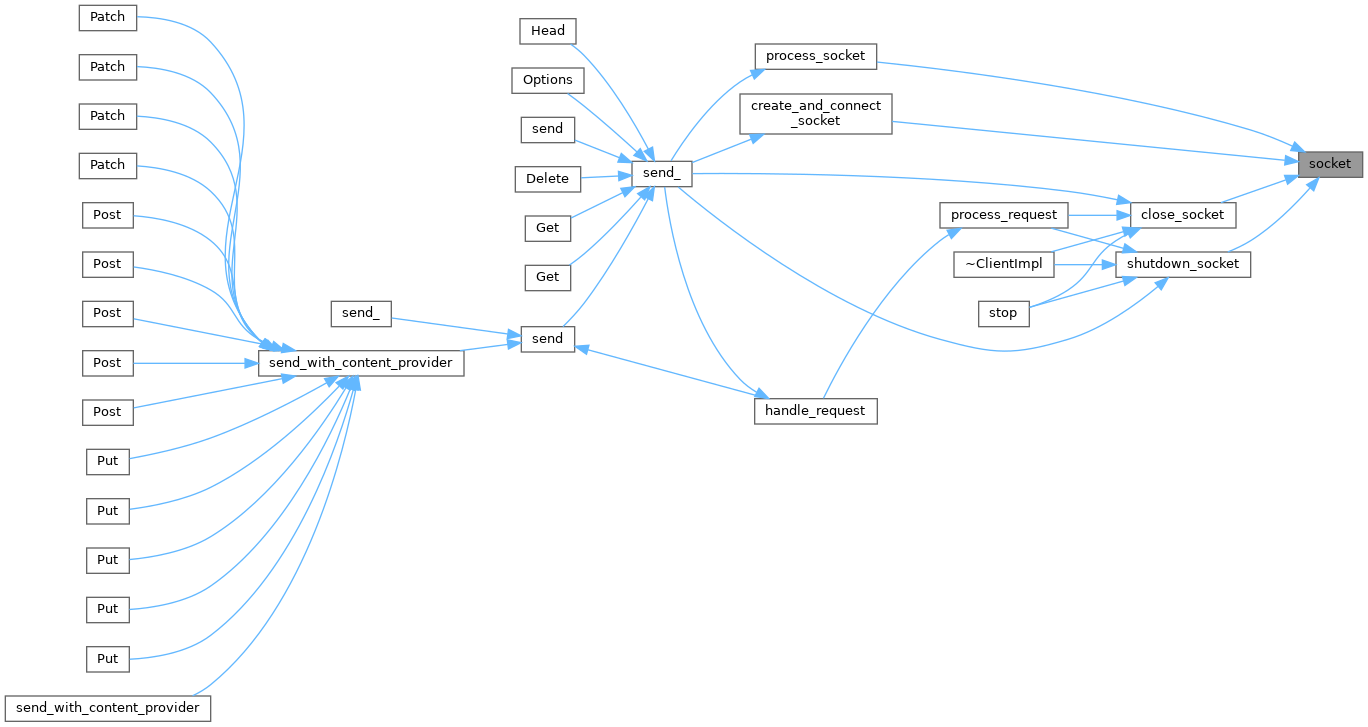 Patch
Patch
Patch
Patch
Post
Post
Post
Post
Post
Put
Put
Put
Put
Put
send_with_content_provider
send_
send_with_content_provider
Head
Options
send
Delete
Get
Get
send
send_
process_socket
create_and_connect
_socket
handle_request
process_request
~ClientImpl
stop
close_socket
shutdown_socket
socket